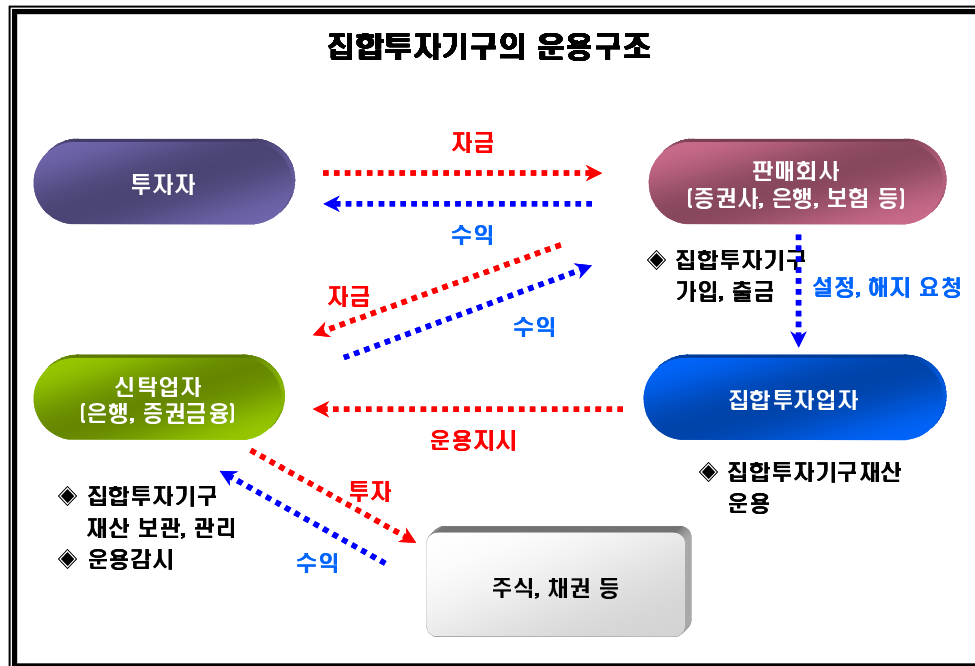 집합투자기구의 운용구조
투자자
자금
수익
판매회사
(증권사, 은행, 보험 등)
◈ 집합투자기구
가입, 출금
설정, 해지 요청
자금
수익
신탁업자
(은행, 증권금융)
운용지시
집합투자업자
◈ 집합투자기구재산
운용
◈ 집합투자기구
재산 보관, 관리
◈ 운용감시
투자
수익
주식, 채권 등